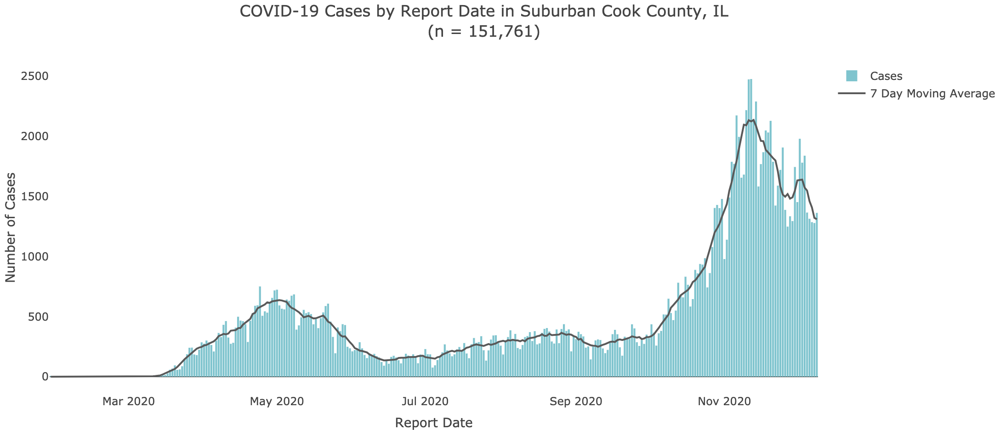 COVID-19 Cases by Report Date in Suburban Cook County, IL
(n = 151,761)
2500
2000
1500
1000
500
0
Number of Cases
Cases
7 Day Moving Average
Mar 2020
May 2020
Jul 2020
Sep 2020
Nov 2020
Report Date